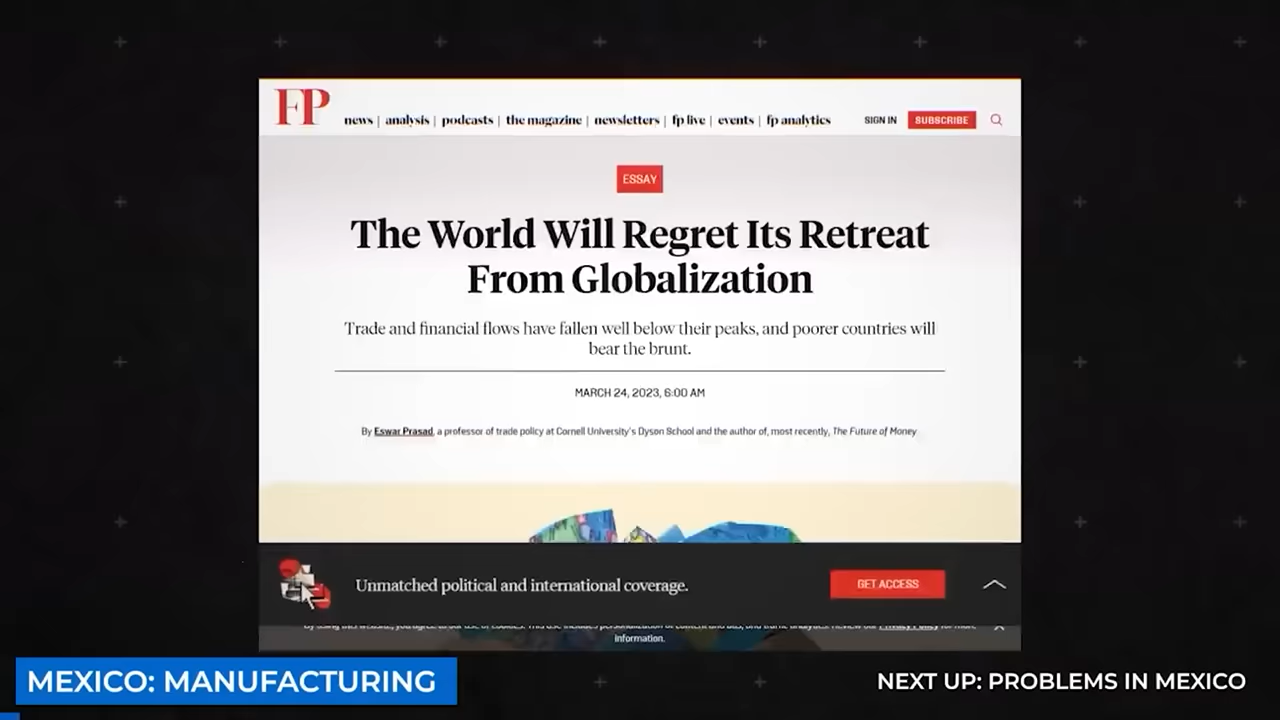 FP
news | analysis | podcasts | the magazine | newsletters | fp live | events | fp analytics SIGN IN SUBSCRIBE
ESSAY
The World Will Regret Its Retreat
From Globalization
Trade and financial flows have fallen well below their peaks, and poorer countries will
bear the brunt.
MARCH 24, 2023, 6:00 AM
By Eswar Prasad, a professor of trade policy at Cornell University's Dyson School and the author of, most recently, The Future of Money
Unmatched political and international coverage.
GET ACCESS
information.
MEXICO: MANUFACTURING
NEXT UP: PROBLEMS IN MEXICO